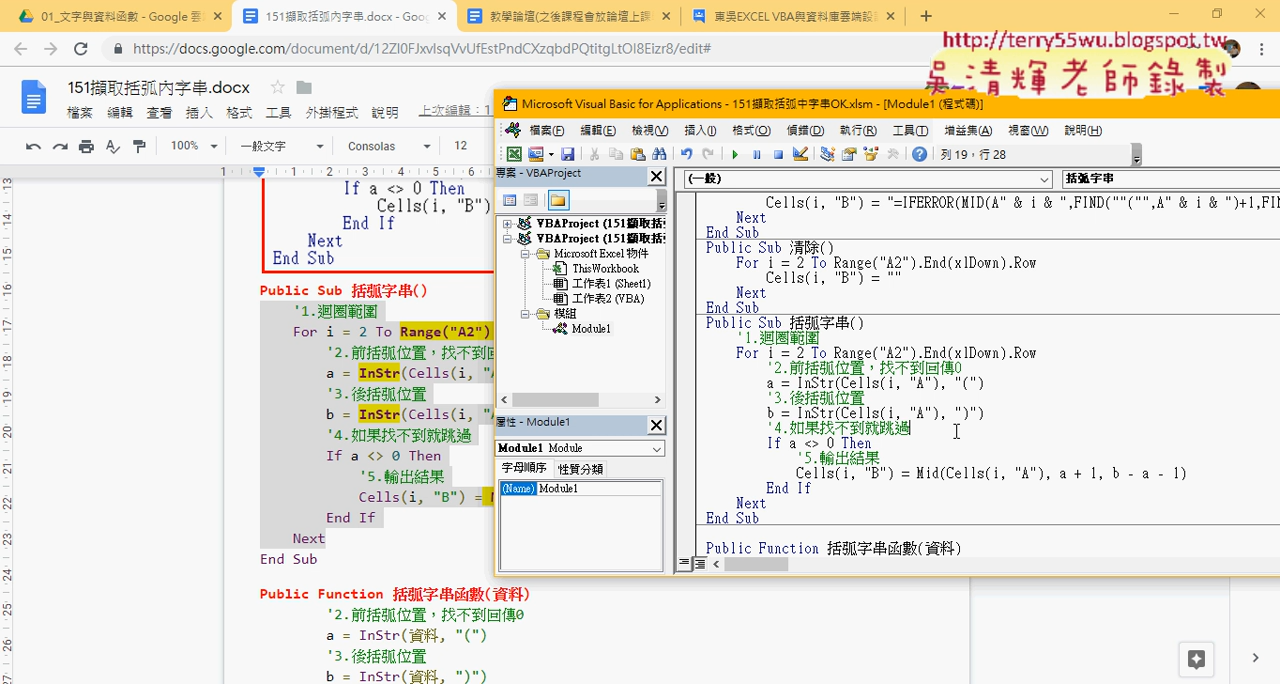 01_文字與資料函數 - Google 雲
151擷取括弧內字串.docx - Goo
教學論壇(之後課程會放論壇上課
東吳EXCEL VBA與資料庫雲端設
https://docs.google.com/document/d/12ZI0FJxvlsqVvUfEstPndCXzqbdPQtitgLtOI8Eizr8/edit#
http://terry55wu.blogspot.tw
吳清輝老師錄製
151擷取括弧內字串.docx
檔案 編輯 查看 插入 格式 工具 外掛程式 說明 上次編輯：1
100% 一般文字 Consolas 12
If a <> 0 Then
Cells(i, "B")
End If
Next
End Sub
Public Sub 括弧字串()
'1.迴圈範圍
For i = 2 To Range("A2")
'2.前括弧位置，找不到回
a = InStr(Cells(i,
'3.後括弧位置
b = InStr(Cells(i,
'4.如果找不到就跳過
If a <> 0 Then
'5.輸出結果
Cells(i, "B") =
End If
Next
End Sub
Public Function 括弧字串函數(資料)
'2.前括弧位置，找不到回傳0
a = InStr(資料, "(")
'3.後括弧位置
b = InStr(資料, ")")
Microsoft Visual Basic for Applications - 151擷取括弧中字串OK.xlsm - [Module1 (程式碼)]
檔案(F) 編輯(E) 檢視(V) 插入(I) 格式(O) 偵錯(D) 執行(R) 工具(T) 增益集(A) 視窗(W) 說明(H)
列 19，行 28
專案 - VBAProject
VBAProject (151擷取括
VBAProject (151擷取括
Microsoft Excel 物件
ThisWorkbook
工作表1 (Sheet1)
工作表2 (VBA)
模組
Module1
屬性 - Module1
Module1 Module
字母順序 性質分類
(Name) Module1
(一般)
括弧字串
Cells(i, "B") = "=IFERROR(MID(A" & i & ",FIND(""("",A" & i & ")+1,FIN
Next
End Sub
Public Sub 清除()
For i = 2 To Range("A2").End(xlDown).Row
Cells(i, "B") = ""
Next
End Sub
Public Sub 括弧字串()
'1.迴圈範圍
For i = 2 To Range("A2").End(xlDown).Row
'2.前括弧位置，找不到回傳0
a = InStr(Cells(i, "A"), "(")
'3.後括弧位置
b = InStr(Cells(i, "A"), ")")
'4.如果找不到就跳過
If a <> 0 Then
'5.輸出結果
Cells(i, "B") = Mid(Cells(i, "A"), a + 1, b - a - 1)
End If
Next
End Sub
Public Function 括弧字串函數(資料)